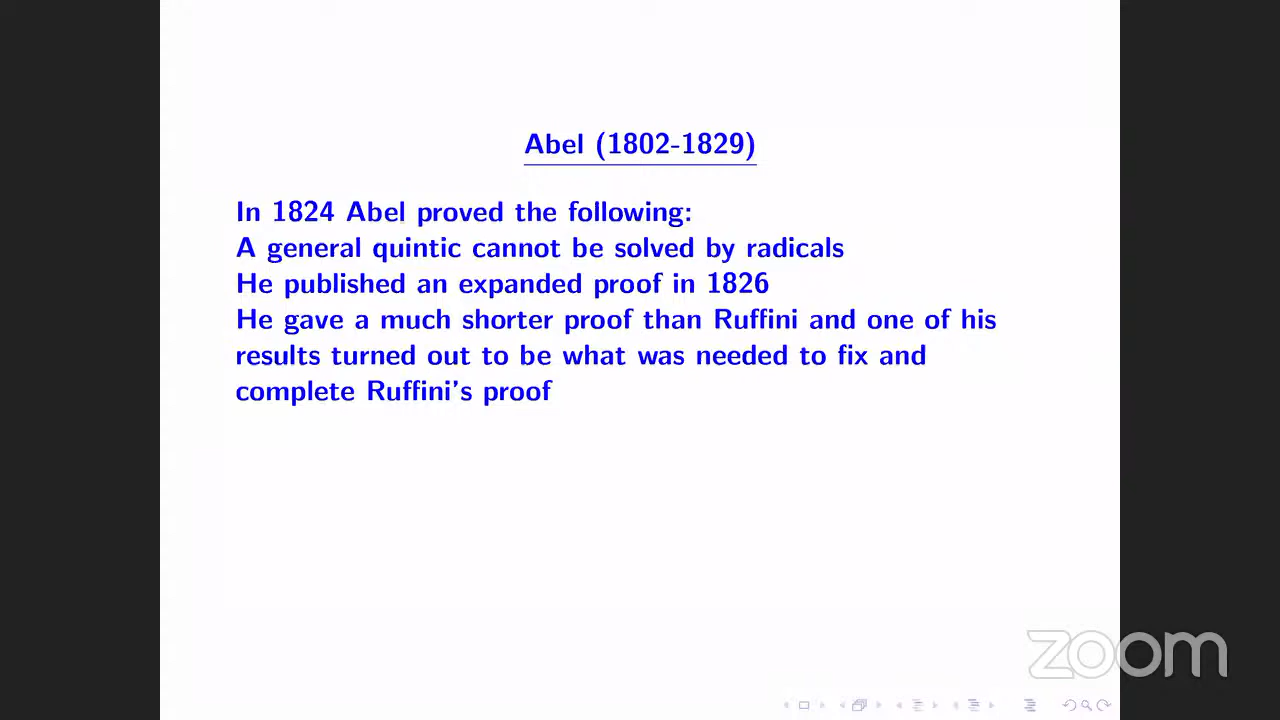 Abel (1802-1829)
In 1824 Abel proved the following:
A general quintic cannot be solved by radicals
He published an expanded proof in 1826
He gave a much shorter proof than Ruffini and one of his
results turned out to be what was needed to fix and
complete Ruffini's proof
zoom